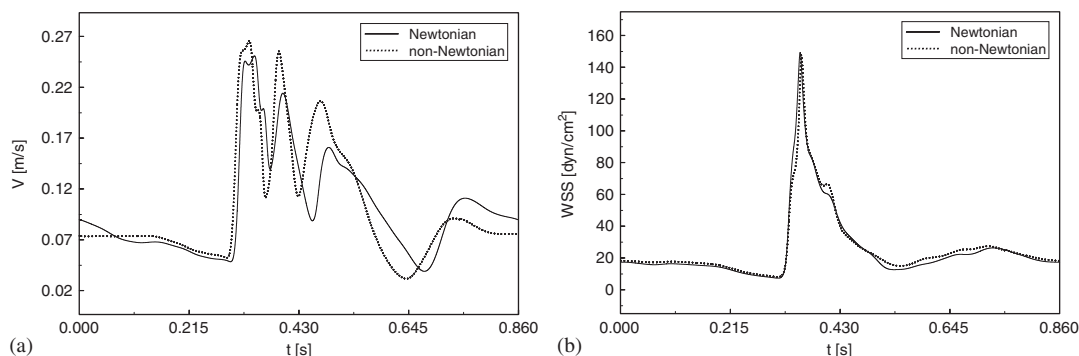 0.27
0.22
0.17
0.12
0.07
0.02
V [m/s]
Newtonian
non-Newtonian
0.000
0.215
0.430
0.645
0.860
t [s]
(a)
160
140
120
100
80
60
40
20
0
WSS [dyn/cm²]
Newtonian
non-Newtonian
0.000
0.215
0.430
0.645
0.860
t [s]
(b)